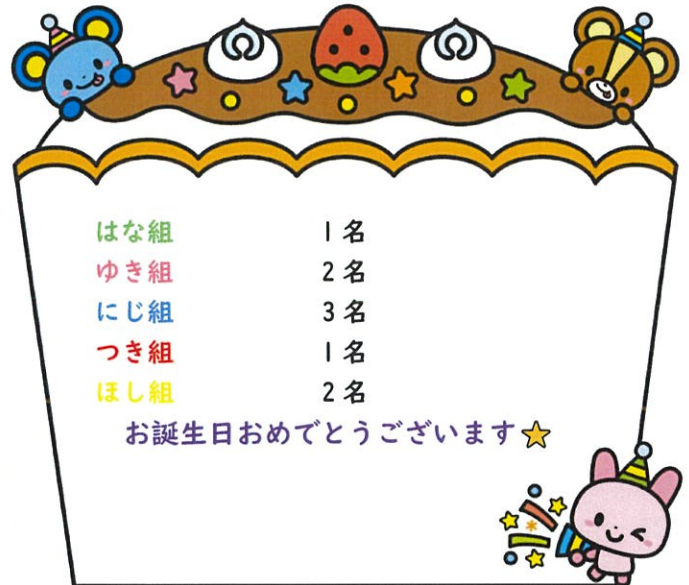 はな組 1名
ゆき組 2名
にじ組 3名
つき組 1名
ほし組 2名
お誕生日おめでとうございます☆